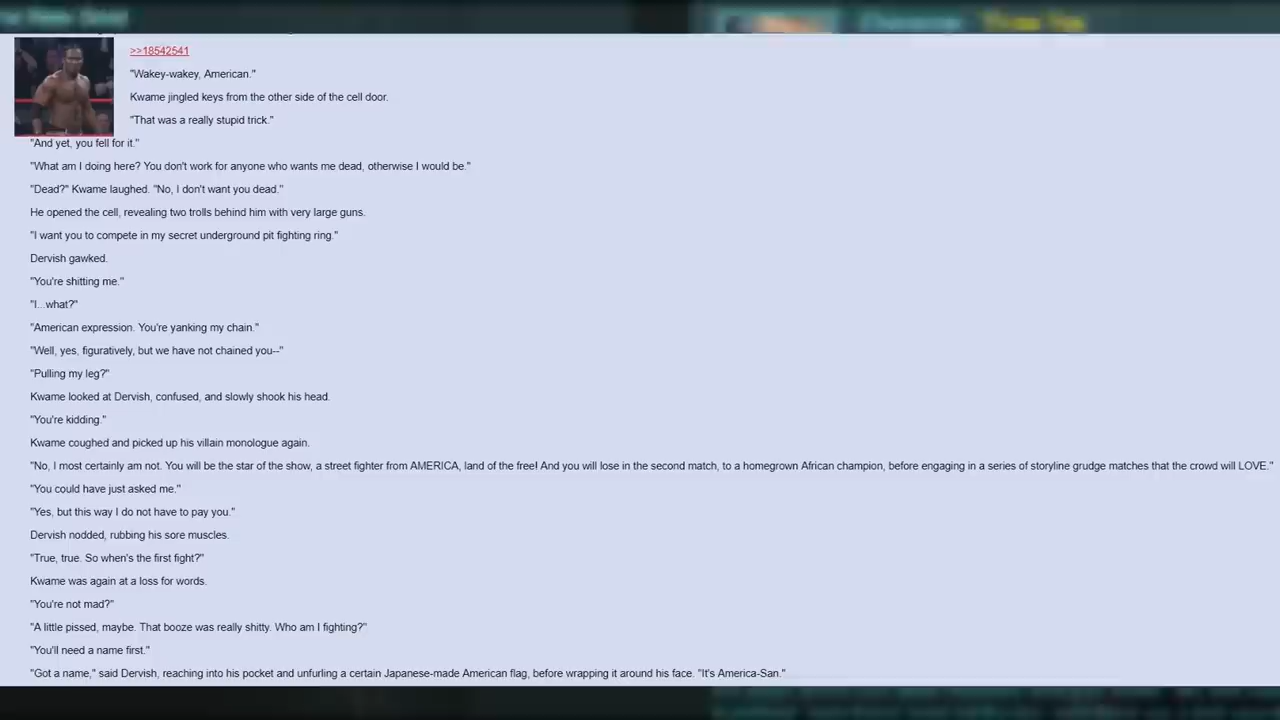 >>18542541
"Wakey-wakey, American."
Kwame jingled keys from the other side of the cell door.
"That was a really stupid trick."
"And yet, you fell for it."
"What am I doing here? You don't work for anyone who wants me dead, otherwise I would be."
"Dead?" Kwame laughed. "No, I don't want you dead."
He opened the cell, revealing two trolls behind him with very large guns.
"I want you to compete in my secret underground pit fighting ring."
Dervish gawked.
"You're shitting me."
"I...what?"
"American expression. You're yanking my chain."
"Well, yes, figuratively, but we have not chained you--"
"Pulling my leg?"
Kwame looked at Dervish, confused, and slowly shook his head.
"You're kidding."
Kwame coughed and picked up his villain monologue again.
"No, I most certainly am not. You will be the star of the show, a street fighter from AMERICA, land of the free! And you will lose in the second match, to a homegrown African champion, before engaging in a series of storyline grudge matches that the crowd will LOVE."
"You could have just asked me."
"Yes, but this way I do not have to pay you."
Dervish nodded, rubbing his sore muscles.
"True, true. So when's the first fight?"
Kwame was again at a loss for words.
"You're not mad?"
"A little pissed, maybe. That booze was really shitty. Who am I fighting?"
"You'll need a name first."
"Got a name," said Dervish, reaching into his pocket and unfurling a certain Japanese-made American flag, before wrapping it around his face. "It's America-San."